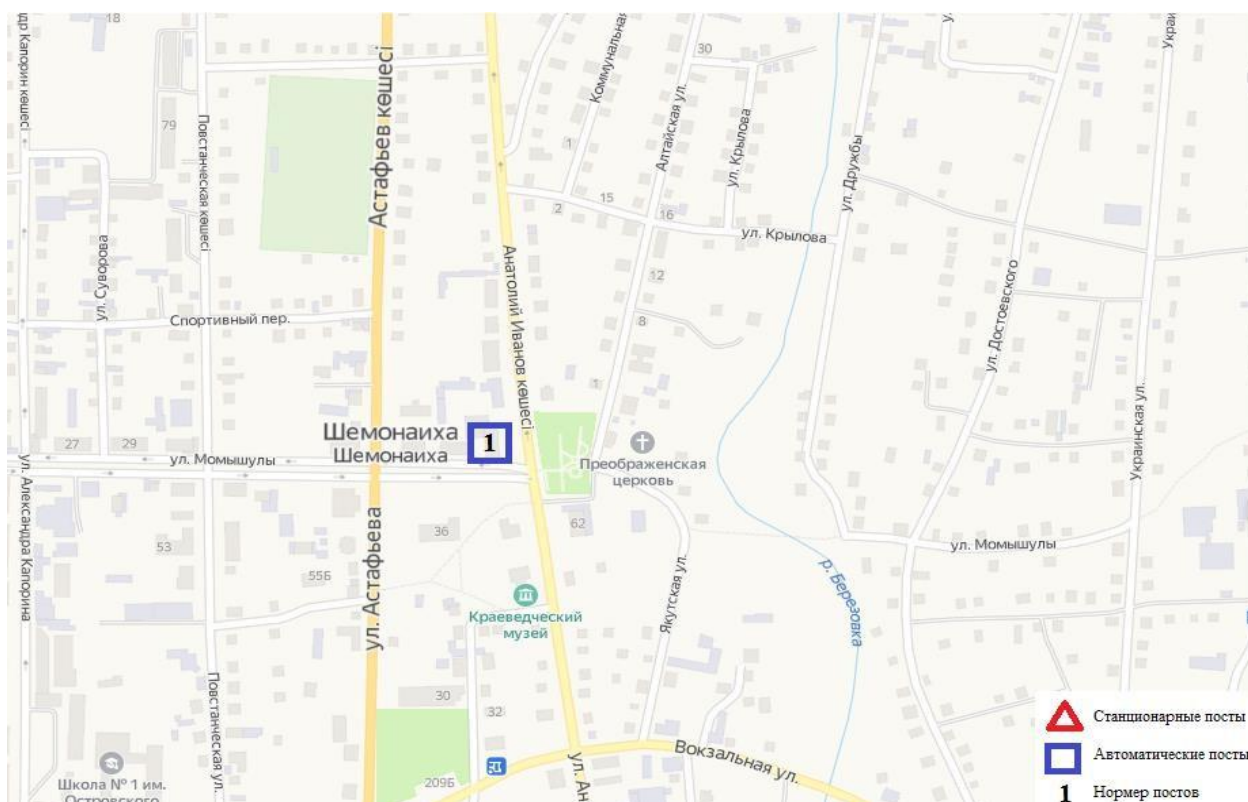 др Капорин көшесі
18
79
Повстанческая көшесі
Астафьев көшесі
Коммунальная
30
Алтайская ул.
ул. Крылова
ул. Дружбы
Украи
1
15
2
16
ул. Крылова
ул. Суворова
Анатолий Иванов көшесі
12
ул. Достоевского
Спортивный пер.
8
1
Украинская ул.
Шемонаиха
Шемонаиха
1
27
29
ул. Момышулы
Преображенская
церковь
ул. Александра Капорина
36
62
53
55Б
ул. Астафьева
ул. Момышулы
р. Березовка
Якутская ул.
Краеведческий
музей
Повстанческая ул.
30
32
209Б
Вокзальная ул.
ул. Ан
Школа № 1 им.
Островского
Станционарные посты
Автоматические посты
1 Нормер постов